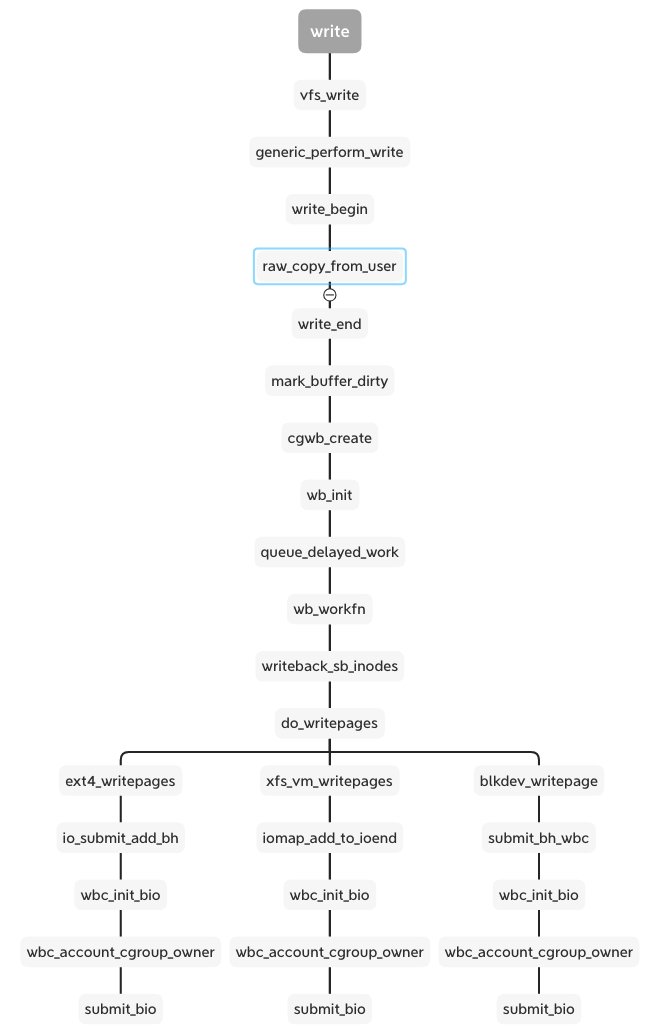 write
vfs_write
generic_perform_write
write_begin
raw_copy_from_user
write_end
mark_buffer_dirty
cgwb_create
wb_init
queue_delayed_work
wb_workfn
writeback_sb_inodes
do_writepages
ext4_writepages
xfs_vm_writepages
blkdev_writepage
io_submit_add_bh
iomap_add_to_ioend
submit_bh_wbc
wbc_init_bio
wbc_init_bio
wbc_init_bio
wbc_account_cgroup_owner
wbc_account_cgroup_owner
wbc_account_cgroup_owner
submit_bio
submit_bio
submit_bio